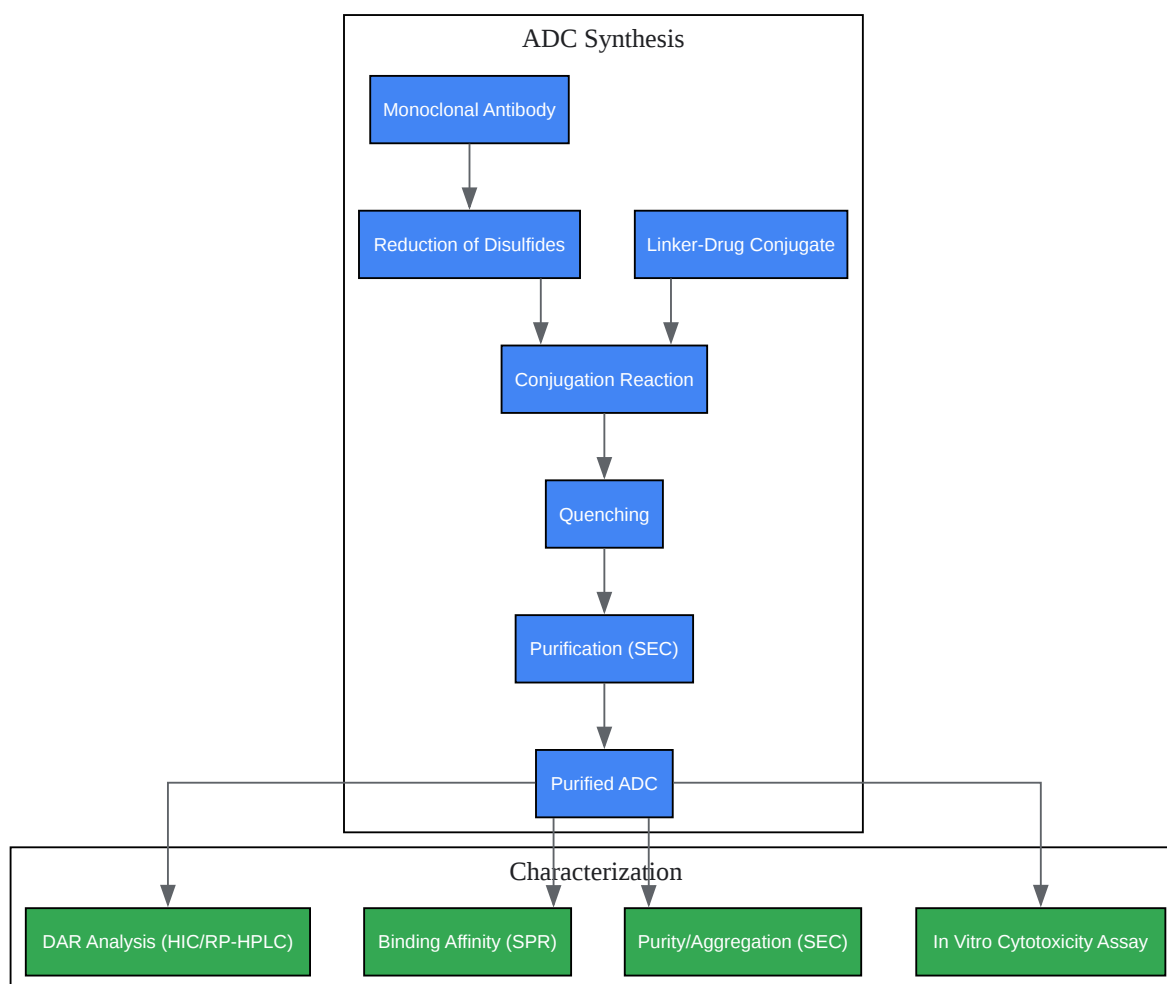 ADC Synthesis
Monoclonal Antibody
Reduction of Disulfides
Linker-Drug Conjugate
Conjugation Reaction
Quenching
Purification (SEC)
Purified ADC
Characterization
DAR Analysis (HIC/RP-HPLC)
Binding Affinity (SPR)
Purity/Aggregation (SEC)
In Vitro Cytotoxicity Assay